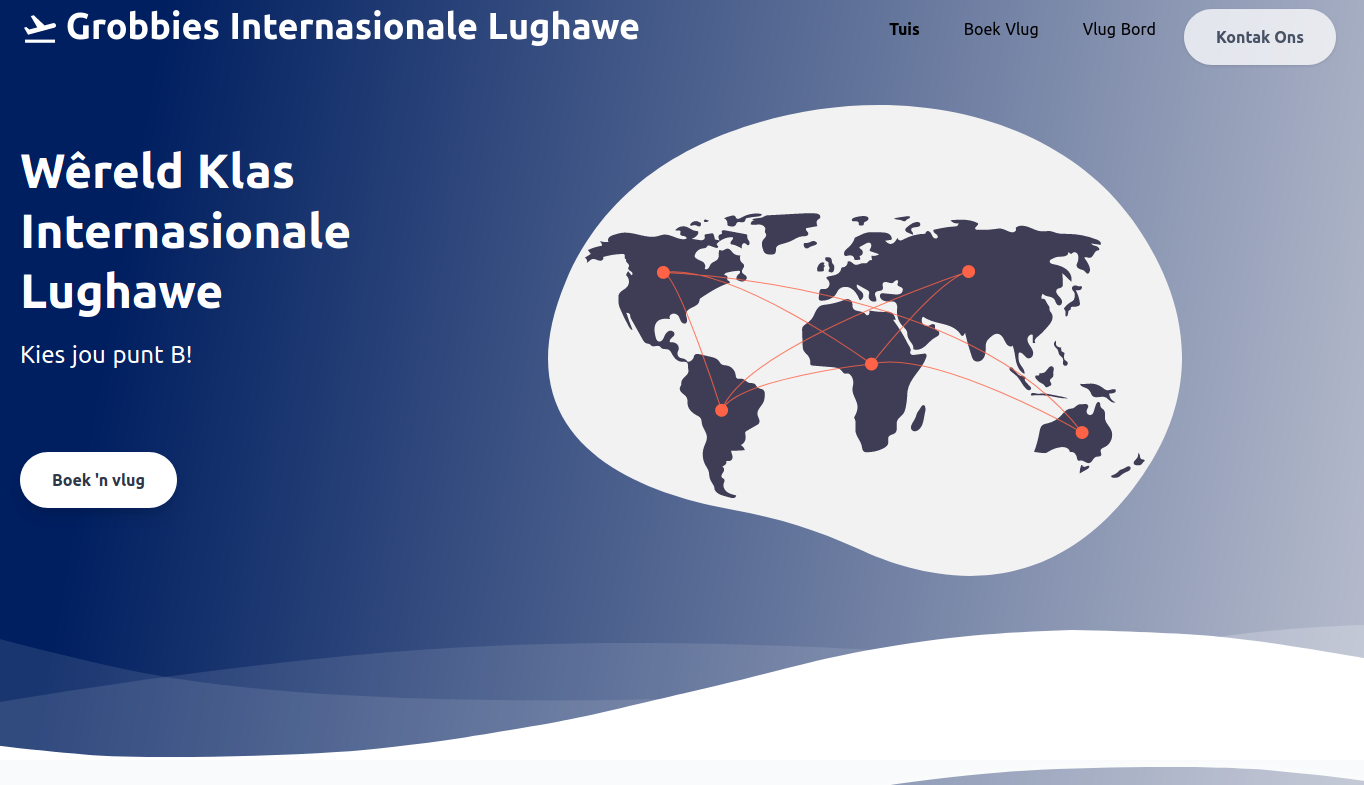 Grobbies Internasionale Lughawe
Tuis
Boek Vlug
Vlug Bord
Kontak Ons
Wêreld Klas
Internasionale
Lughawe
Kies jou punt B!
Boek 'n vlug